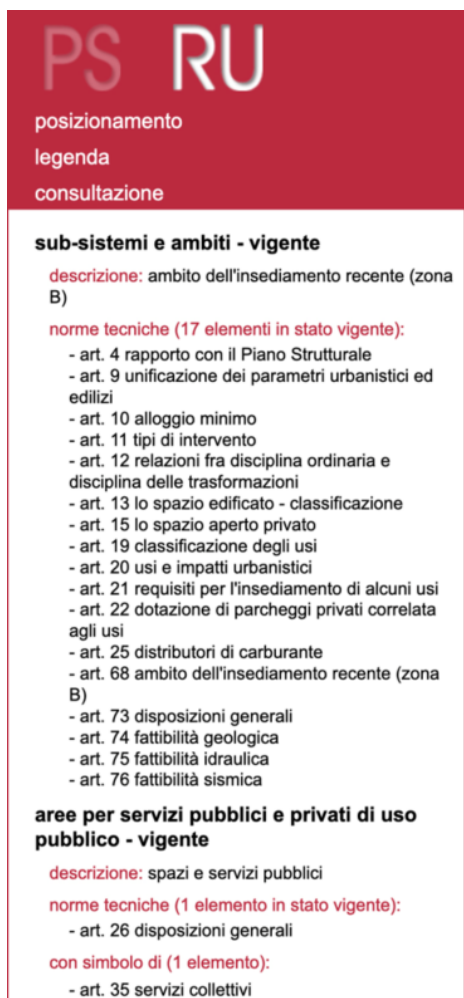 PS RU
posizionamento
legenda
consultazione
sub-sistemi e ambiti - vigente
descrizione: ambito dell'insediamento recente (zona
B)
norme tecniche (17 elementi in stato vigente):
- art. 4 rapporto con il Piano Strutturale
- art. 9 unificazione dei parametri urbanistici ed
edilizi
- art. 10 alloggio minimo
- art. 11 tipi di intervento
- art. 12 relazioni fra disciplina ordinaria e
disciplina delle trasformazioni
- art. 13 lo spazio edificato - classificazione
- art. 15 lo spazio aperto privato
- art. 19 classificazione degli usi
- art. 20 usi e impatti urbanistici
- art. 21 requisiti per l'insediamento di alcuni usi
- art. 22 dotazione di parcheggi privati correlata
agli usi
- art. 25 distributori di carburante
- art. 68 ambito dell'insediamento recente (zona
B)
- art. 73 disposizioni generali
- art. 74 fattibilità geologica
- art. 75 fattibilità idraulica
- art. 76 fattibilità sismica
aree per servizi pubblici e privati di uso
pubblico - vigente
descrizione: spazi e servizi pubblici
norme tecniche (1 elemento in stato vigente):
- art. 26 disposizioni generali
con simbolo di (1 elemento):
- art. 35 servizi collettivi